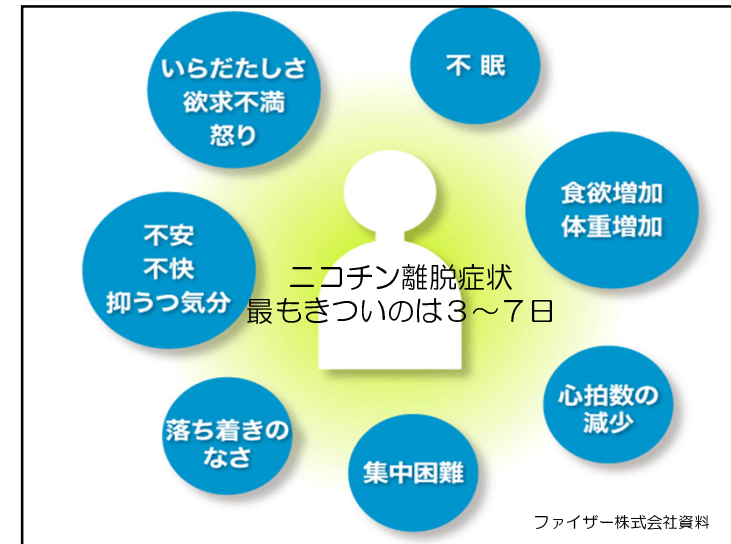 いらだたしさ
欲求不満
怒り
不 眠
食欲増加
体重増加
不安
不快
抑うつ気分
ニコチン離脱症状
最もきついのは３～７日
心拍数の
減少
落ち着きの
なさ
集中困難
ファイザー株式会社資料